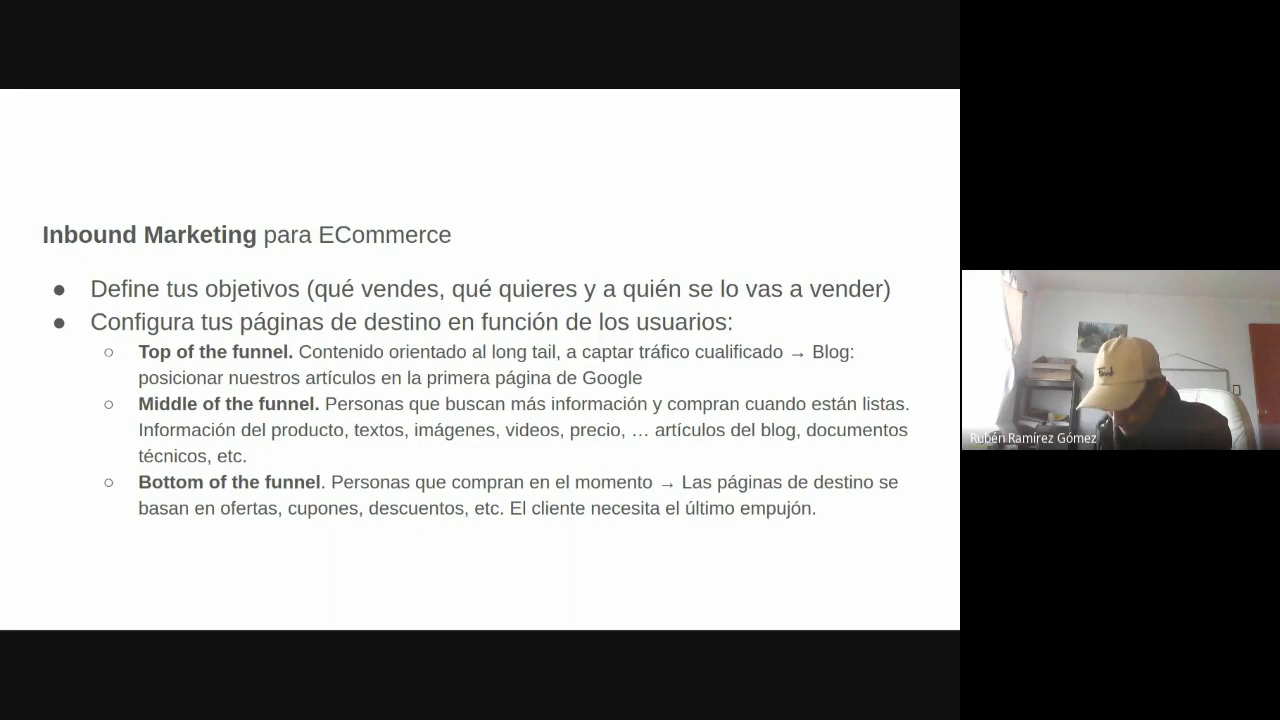 Inbound Marketing para ECommerce
● Define tus objetivos (qué vendes, qué quieres y a quién se lo vas a vender)
● Configura tus páginas de destino en función de los usuarios:
○ Top of the funnel. Contenido orientado al long tail, a captar tráfico cualificado → Blog:
posicionar nuestros artículos en la primera página de Google
○ Middle of the funnel. Personas que buscan más información y compran cuando están listas.
Información del producto, textos, imágenes, videos, precio, … artículos del blog, documentos
técnicos, etc.
○ Bottom of the funnel. Personas que compran en el momento → Las páginas de destino se
basan en ofertas, cupones, descuentos, etc. El cliente necesita el último empujón.
Rubén Ramírez Gómez